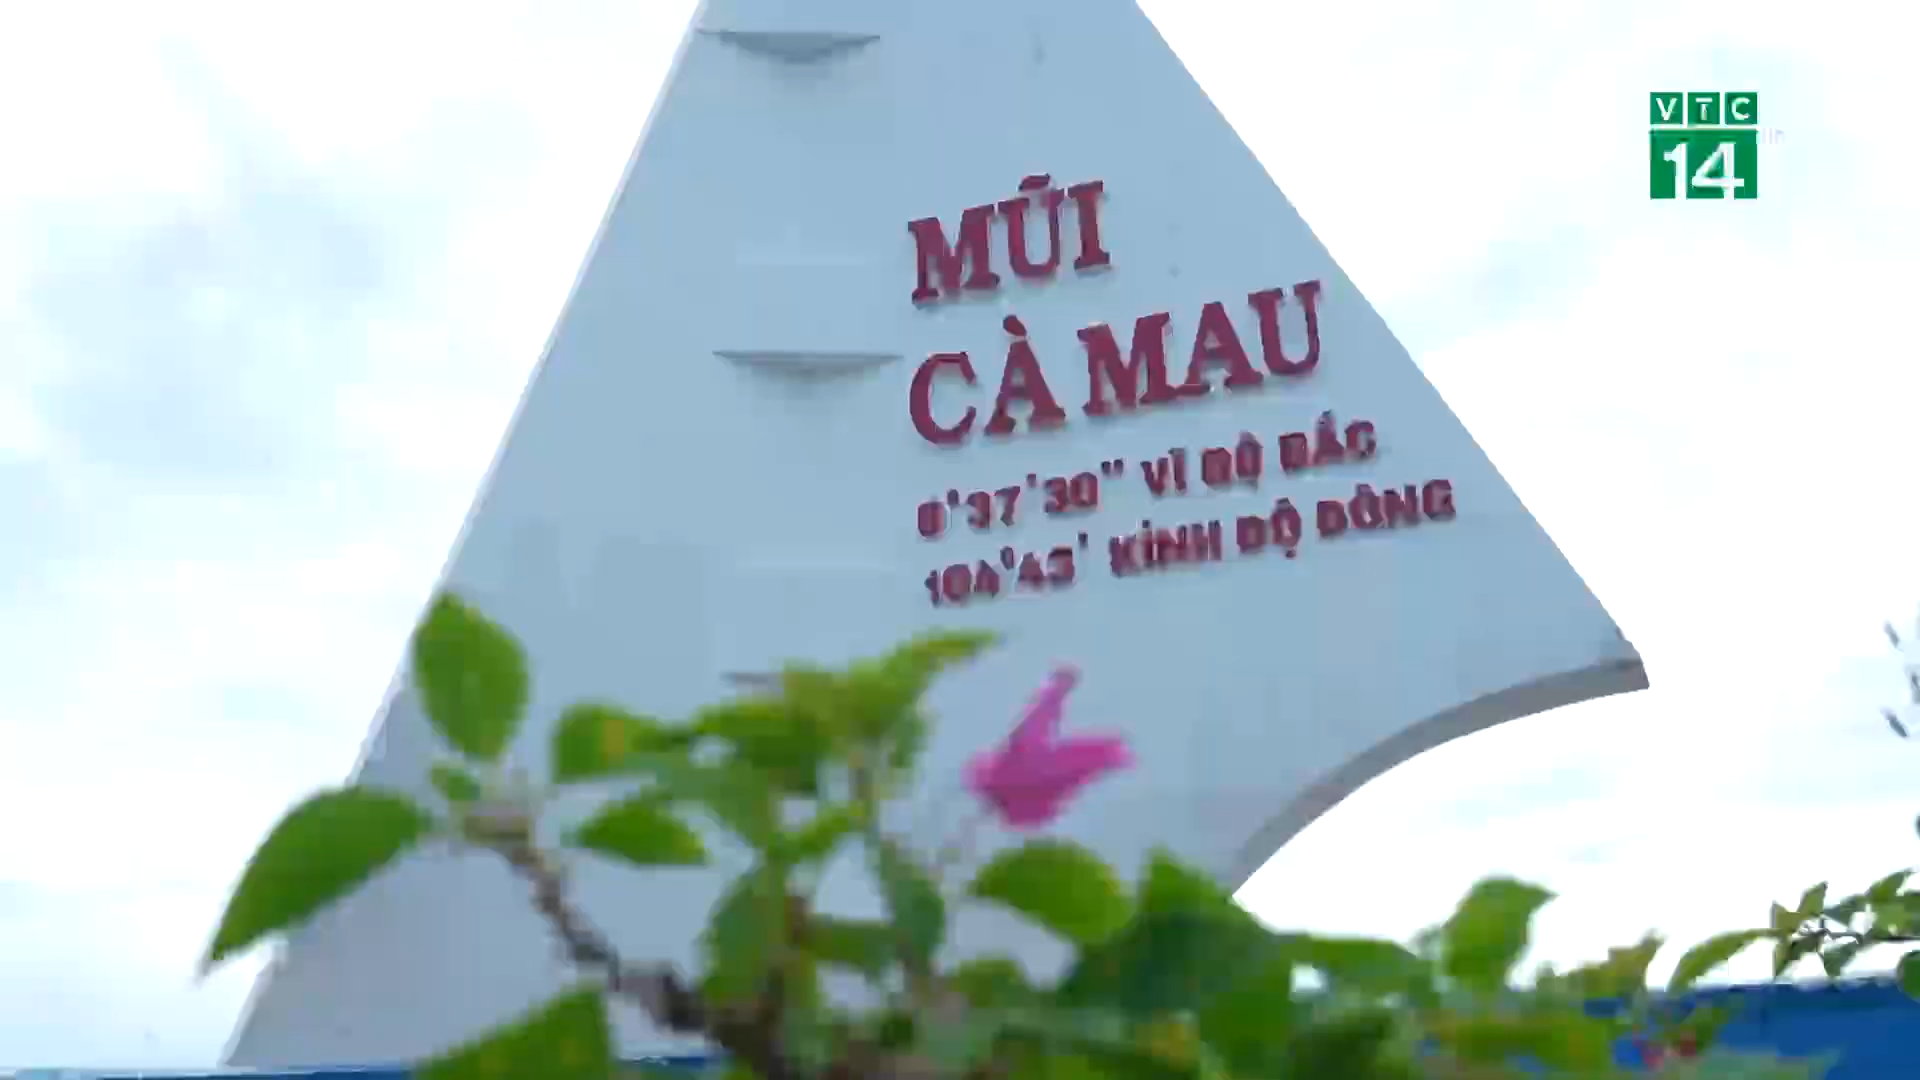 VTC
14
MŨI
CÀ MAU
8°37'30" VĨ ĐỘ BẮC
104°43' KINH ĐỘ ĐÔNG